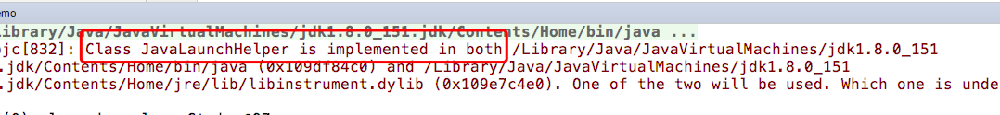 emo
Library/Java/JavaVirtualMachines/jdk1.8.0_151.jdk/Contents/Home/bin/java ...
bjc[832]: Class JavaLaunchHelper is implemented in both /Library/Java/JavaVirtualMachines/jdk1.8.0_151
.jdk/Contents/Home/bin/java (0x109df84c0) and /Library/Java/JavaVirtualMachines/jdk1.8.0_151
.jdk/Contents/Home/jre/lib/libinstrument.dylib (0x109e7c4e0). One of the two will be used. Which one is unde